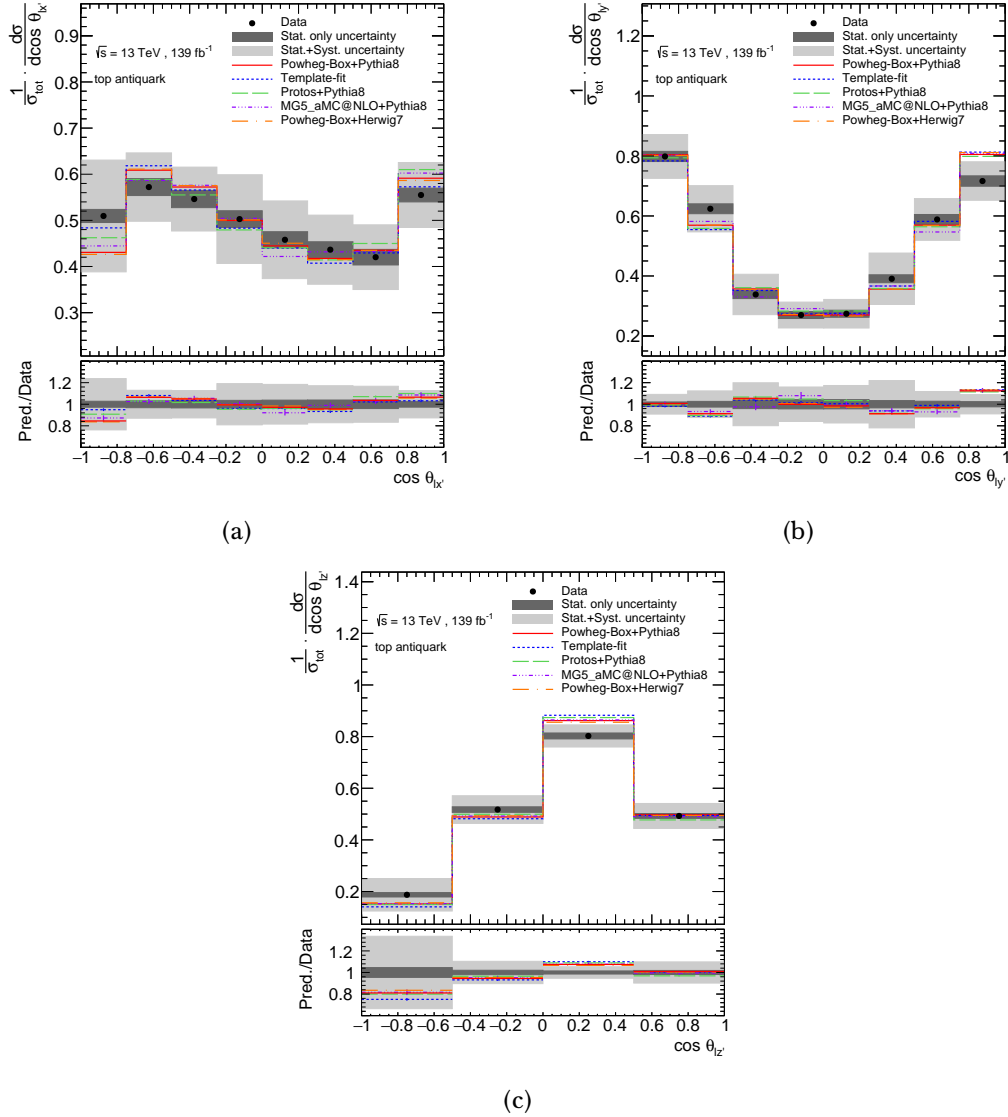 1/σtot · dσ/dcos θlx'
0.9
0.8
0.7
0.6
0.5
0.4
0.3
√s = 13 TeV , 139 fb-1
top antiquark
Data
Stat. only uncertainty
Stat.+Syst. uncertainty
Powheg-Box+Pythia8
Template-fit
Protos+Pythia8
MG5_aMC@NLO+Pythia8
Powheg-Box+Herwig7
Pred./Data
1.2
1
0.8
−1 −0.8 −0.6 −0.4 −0.2 0 0.2 0.4 0.6 0.8 1
cos θlx'
(a)
1/σtot · dσ/dcos θly'
1.2
1
0.8
0.6
0.4
0.2
√s = 13 TeV , 139 fb-1
top antiquark
Data
Stat. only uncertainty
Stat.+Syst. uncertainty
Powheg-Box+Pythia8
Template-fit
Protos+Pythia8
MG5_aMC@NLO+Pythia8
Powheg-Box+Herwig7
Pred./Data
1.2
1
0.8
−1 −0.8 −0.6 −0.4 −0.2 0 0.2 0.4 0.6 0.8 1
cos θly'
(b)
1/σtot · dσ/dcos θlz'
1.4
1.2
1
0.8
0.6
0.4
0.2
√s = 13 TeV , 139 fb-1
top antiquark
Data
Stat. only uncertainty
Stat.+Syst. uncertainty
Powheg-Box+Pythia8
Template-fit
Protos+Pythia8
MG5_aMC@NLO+Pythia8
Powheg-Box+Herwig7
Pred./Data
1.2
1
0.8
−1 −0.8 −0.6 −0.4 −0.2 0 0.2 0.4 0.6 0.8 1
cos θlz'
(c)